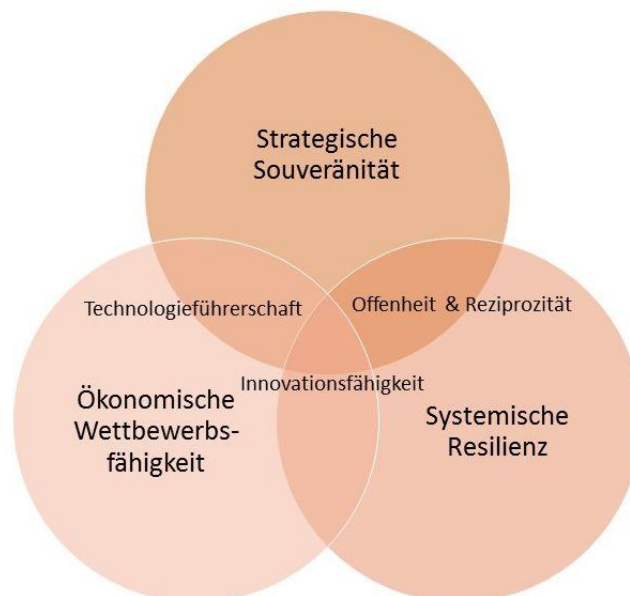 Strategische
Souveränität
Technologieführerschaft
Offenheit & Reziprozität
Innovationsfähigkeit
Ökonomische
Wettbewerbs-
fähigkeit
Systemische
Resilienz